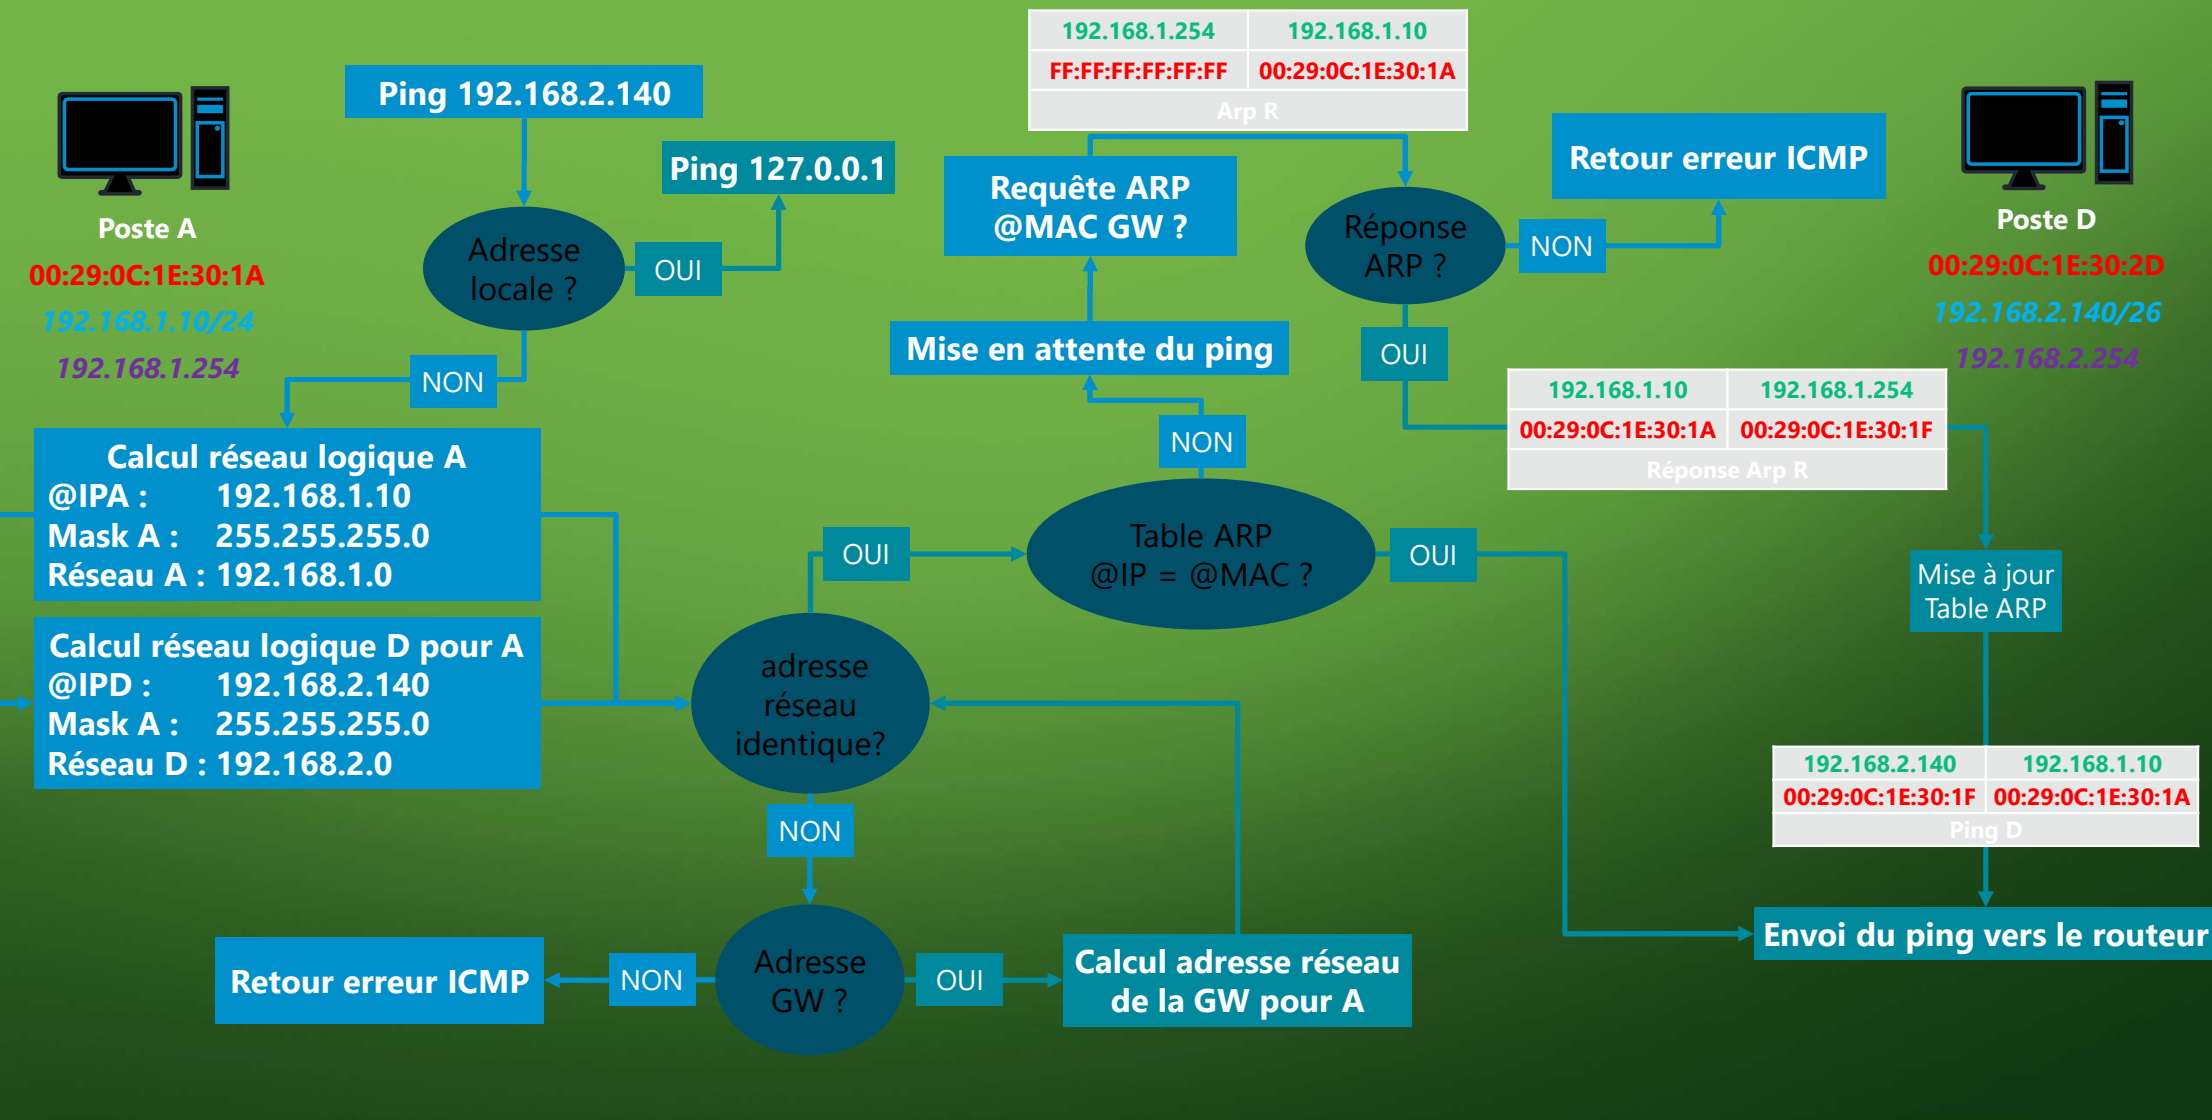 192.168.1.254 192.168.1.10
FF:FF:FF:FF:FF:FF 00:29:0C:1E:30:1A
Arp R
Ping 192.168.2.140
Ping 127.0.0.1
Adresse
locale ?
OUI
NON
Poste A
00:29:0C:1E:30:1A
192.168.1.10/24
192.168.1.254
Requête ARP
@MAC GW ?
Réponse
ARP ?
NON
Retour erreur ICMP
OUI
Poste D
00:29:0C:1E:30:2D
192.168.2.140/26
192.168.2.254
Mise en attente du ping
NON
192.168.1.10 192.168.1.254
00:29:0C:1E:30:1A 00:29:0C:1E:30:1F
Réponse Arp R
Calcul réseau logique A
@IPA : 192.168.1.10
Mask A : 255.255.255.0
Réseau A : 192.168.1.0
Calcul réseau logique D pour A
@IPD : 192.168.2.140
Mask A : 255.255.255.0
Réseau D : 192.168.2.0
OUI
Table ARP
@IP = @MAC ?
OUI
Mise à jour
Table ARP
adresse
réseau
identique?
NON
192.168.2.140 192.168.1.10
00:29:0C:1E:30:1F 00:29:0C:1E:30:1A
Ping D
Retour erreur ICMP
NON
Adresse
GW ?
OUI
Calcul adresse réseau
de la GW pour A
Envoi du ping vers le routeur